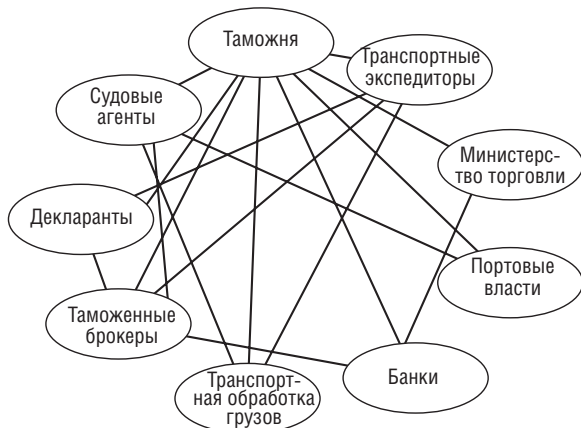 Таможня
Транспортные
экспедиторы
Судовые
агенты
Министерс-
тво торговли
Декларанты
Портовые
власти
Таможенные
брокеры
Банки
Транспорт-
ная обработка
грузов